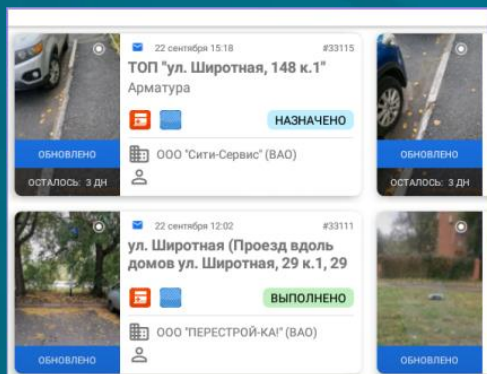 22 сентября 15:18 #33115
ТОП "ул. Широтная, 148 к.1"
Арматура
НАЗНАЧЕНО
ОБНОВЛЕНО
ООО "Сити-Сервис" (ВАО)
ОСТАЛОСЬ: 3 ДН
ОБНОВЛЕНО
ОСТАЛОСЬ: 3 ДН
22 сентября 12:02 #33111
ул. Широтная (Проезд вдоль
домов ул. Широтная, 29 к.1, 29
ВЫПОЛНЕНО
ООО "ПЕРЕСТРОЙ-КА!" (ВАО)
ОБНОВЛЕНО
ОБНОВЛЕНО